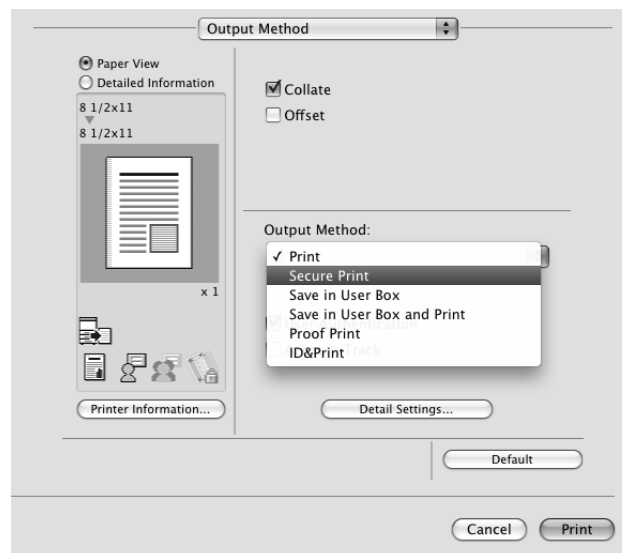 Output Method
Paper View
Detailed Information
8 1/2x11
8 1/2x11
x 1
Printer Information...
Collate
Offset
Output Method:
✓ Print
Secure Print
Save in User Box
Save in User Box and Print
Proof Print
ID&Print
Authentication
Track
Detail Settings...
Default
Cancel
Print